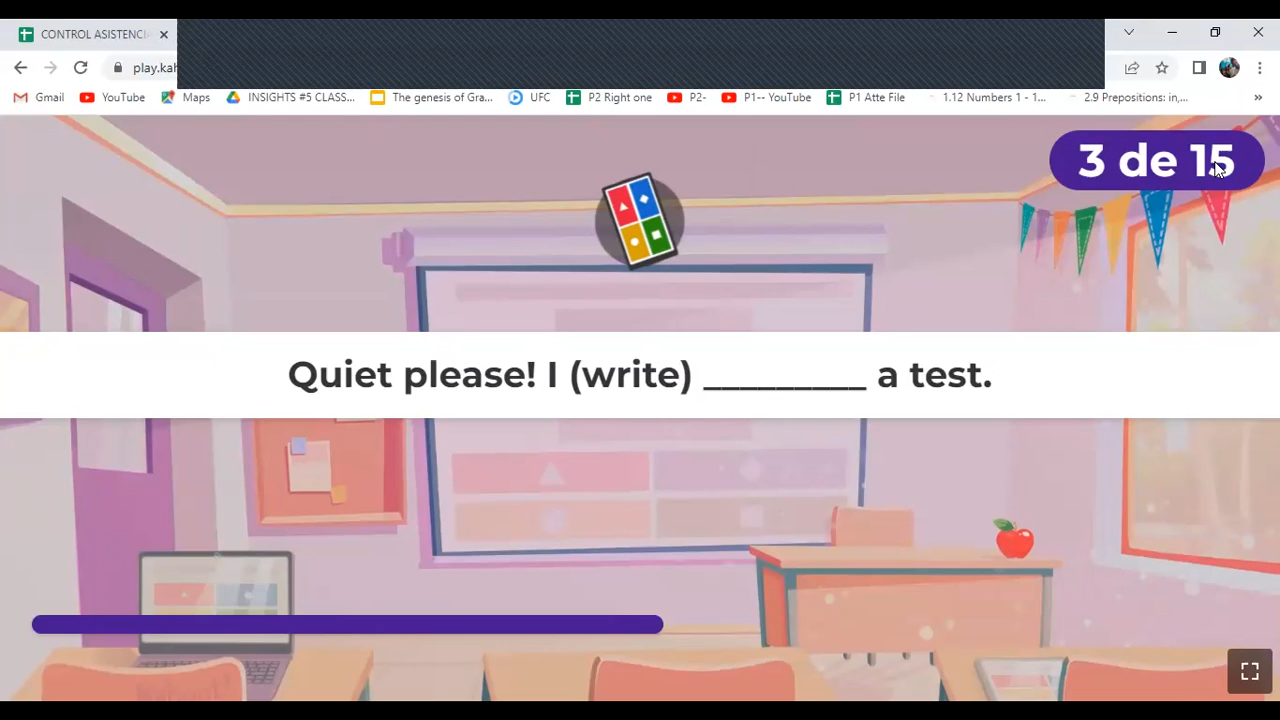 CONTROL ASISTENCI
play.kah
Gmail YouTube Maps INSIGHTS #5 CLASS... The genesis of Gra... UFC P2 Right one P2- P1-- YouTube P1 Atte File 1.12 Numbers 1 - 1... 2.9 Prepositions: in,... »
3 de 15
Quiet please! I (write) _________ a test.